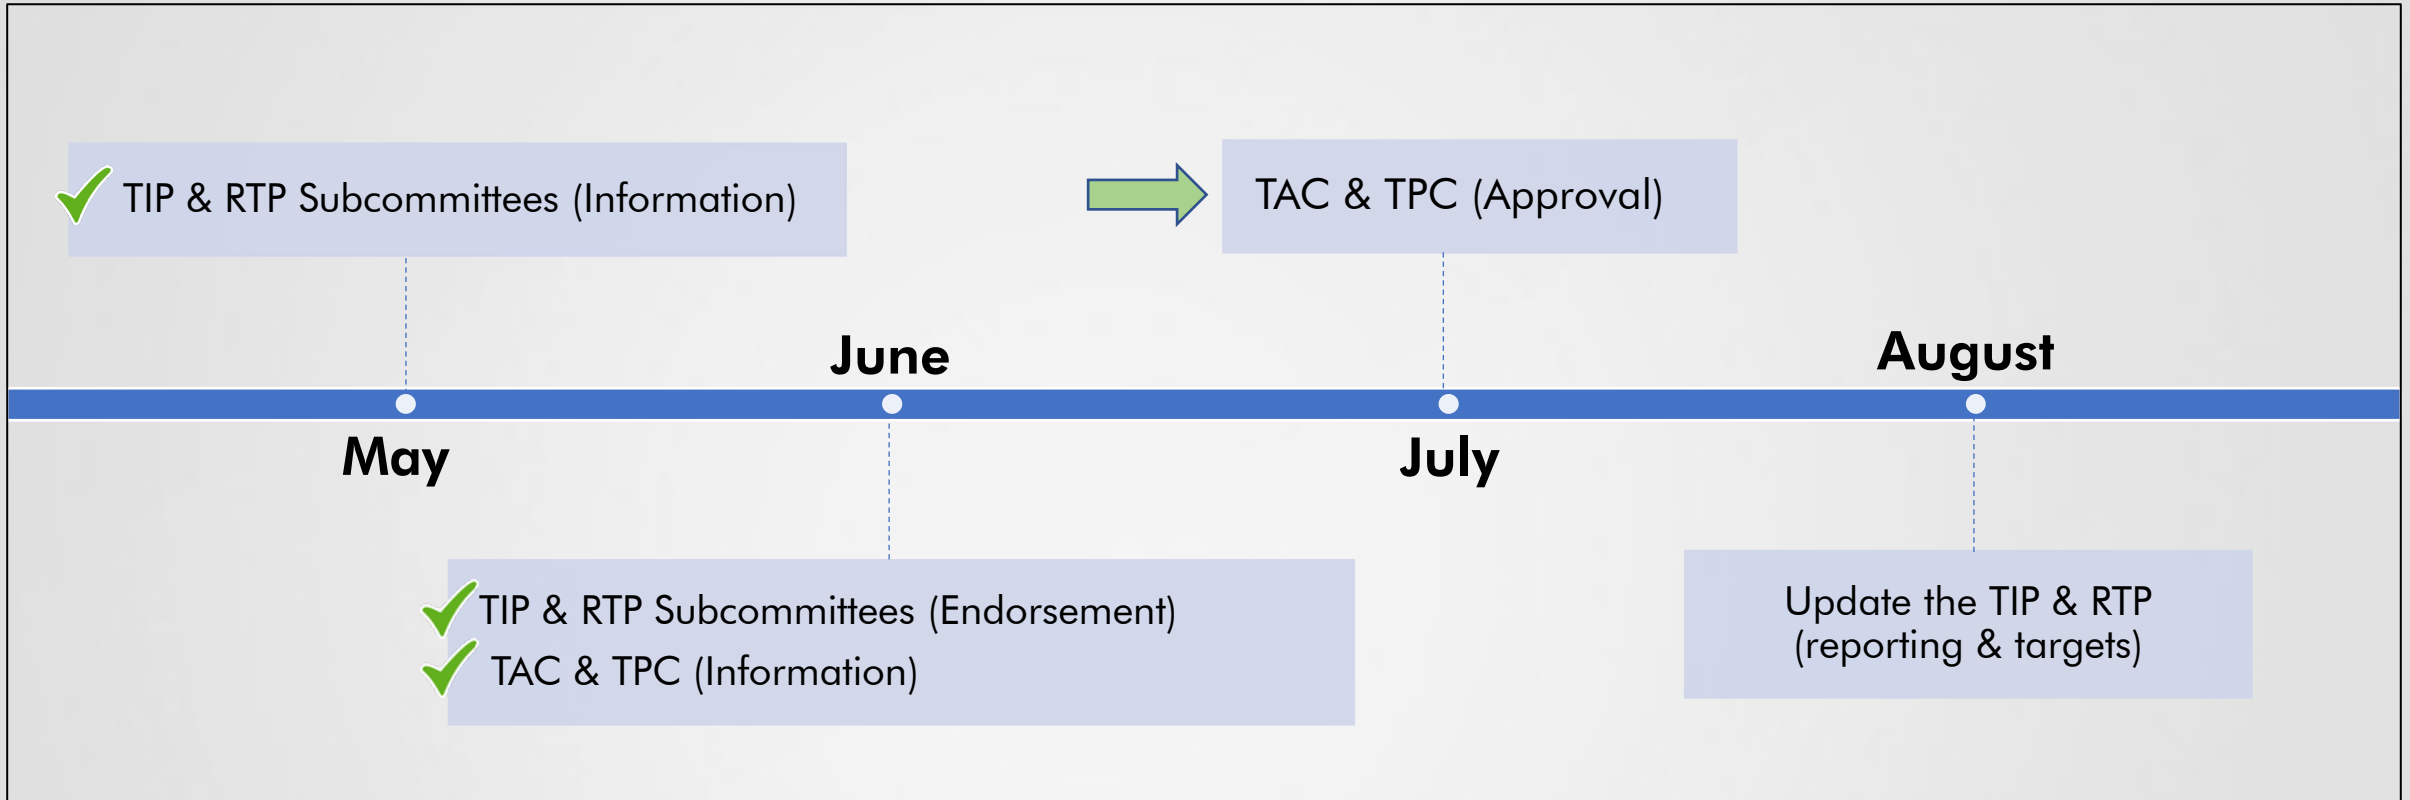 TIP & RTP Subcommittees (Information)
TAC & TPC (Approval)
June
August
May
July
TIP & RTP Subcommittees (Endorsement)
TAC & TPC (Information)
Update the TIP & RTP
(reporting & targets)